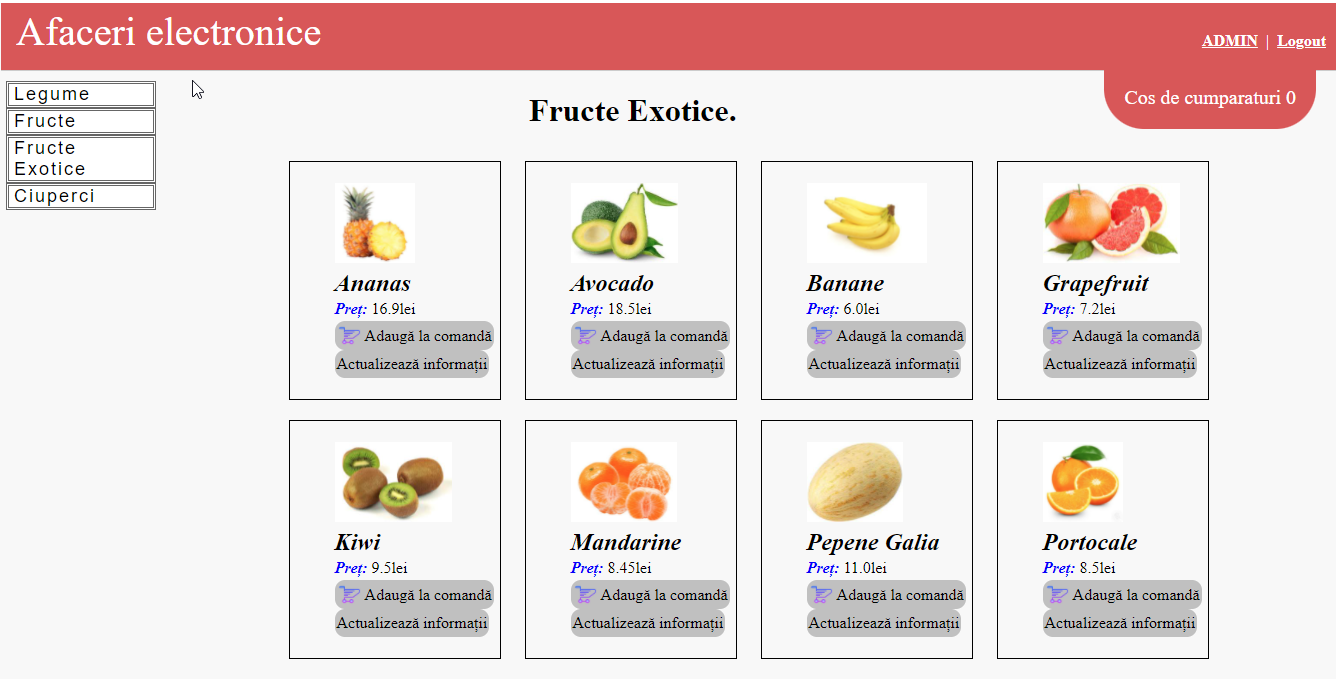 Afaceri electronice
ADMIN | Logout
Cos de cumparaturi 0
Legume
Fructe
Fructe
Exotice
Ciuperci
Fructe Exotice.
Ananas
Preț: 16.9lei
Adaugă la comandă
Actualizează informații
Avocado
Preț: 18.5lei
Adaugă la comandă
Actualizează informații
Banane
Preț: 6.0lei
Adaugă la comandă
Actualizează informații
Grapefruit
Preț: 7.2lei
Adaugă la comandă
Actualizează informații
Kiwi
Preț: 9.5lei
Adaugă la comandă
Actualizează informații
Mandarine
Preț: 8.45lei
Adaugă la comandă
Actualizează informații
Pepene Galia
Preț: 11.0lei
Adaugă la comandă
Actualizează informații
Portocale
Preț: 8.5lei
Adaugă la comandă
Actualizează informații